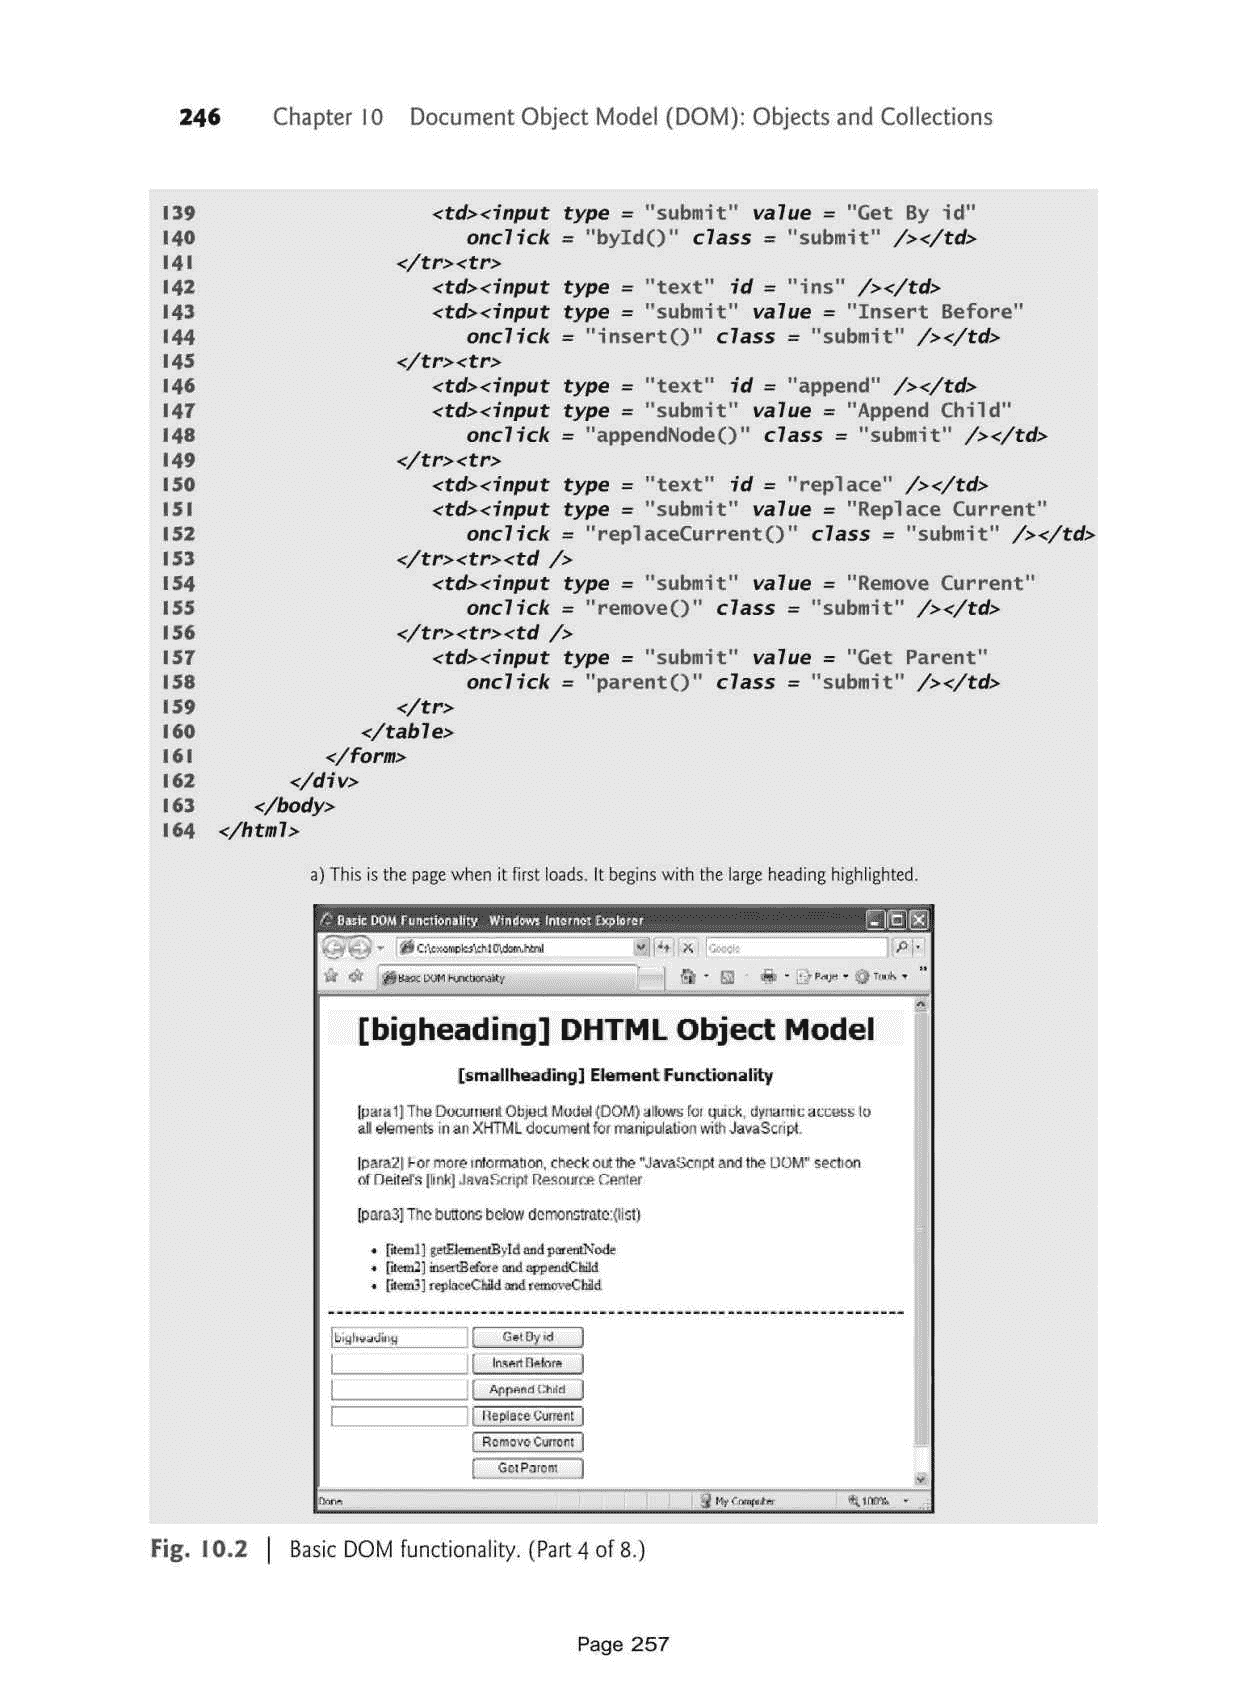 246 Chapter 10 Document Object Model (DOM): Objects and Collections
139 <td><input type = "submit" value = "Get By id"
140 onclick = "byId()" class = "submit" /></td>
141 </tr><tr>
142 <td><input type = "text" id = "ins" /></td>
143 <td><input type = "submit" value = "Insert Before"
144 onclick = "insert()" class = "submit" /></td>
145 </tr><tr>
146 <td><input type = "text" id = "append" /></td>
147 <td><input type = "submit" value = "Append Child"
148 onclick = "appendNode()" class = "submit" /></td>
149 </tr><tr>
150 <td><input type = "text" id = "replace" /></td>
151 <td><input type = "submit" value = "Replace Current"
152 onclick = "replaceCurrent()" class = "submit" /></td>
153 </tr><tr><td />
154 <td><input type = "submit" value = "Remove Current"
155 onclick = "remove()" class = "submit" /></td>
156 </tr><tr><td />
157 <td><input type = "submit" value = "Get Parent"
158 onclick = "parent()" class = "submit" /></td>
159 </tr>
160 </table>
161 </form>
162 </div>
163 </body>
164 </html>
a) This is the page when it first loads. It begins with the large heading highlighted.
Basic DOM Functionality Windows Internet Explorer
C:\examples\ch10\dom.html Google
Basic DOM Functionality Page Tools
[bigheading] DHTML Object Model
[smallheading] Element Functionality
[para1] The Document Object Model (DOM) allows for quick, dynamic access to
all elements in an XHTML document for manipulation with JavaScript.
[para2] For more information, check out the "JavaScript and the DOM" section
of Deitel's [link] JavaScript Resource Center
[para3] The buttons below demonstrate:(list)
• [item1] getElementById and parentNode
• [item2] insertBefore and appendChild
• [item3] replaceChild and removeChild
bigheading Get By id
Insert Before
Append Child
Replace Current
Remove Current
Get Parent
Done My Computer 100%
Fig. 10.2 | Basic DOM functionality. (Part 4 of 8.)
Page 257